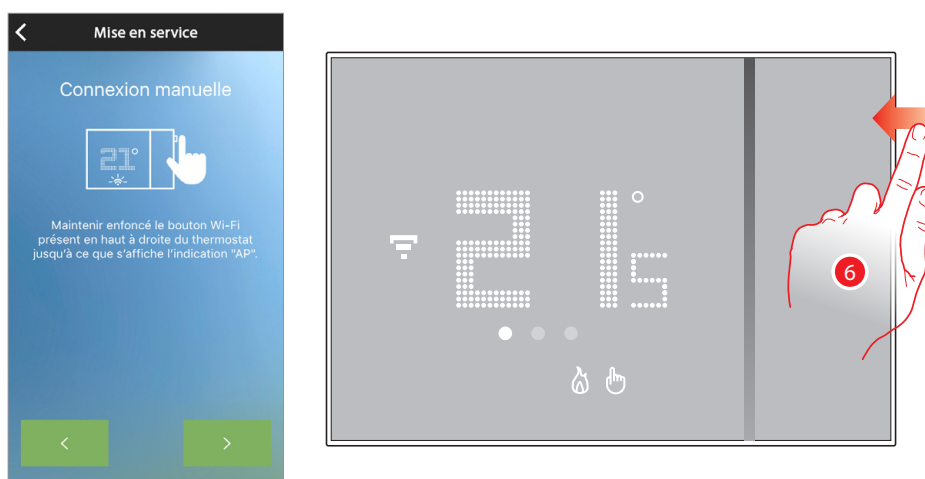 Mise en service
Connexion manuelle
21°
Maintenir enfoncé le bouton Wi-Fi
présent en haut à droite du thermostat
jusqu'à ce que s'affiche l'indication "AP".
<
>
21°5
6